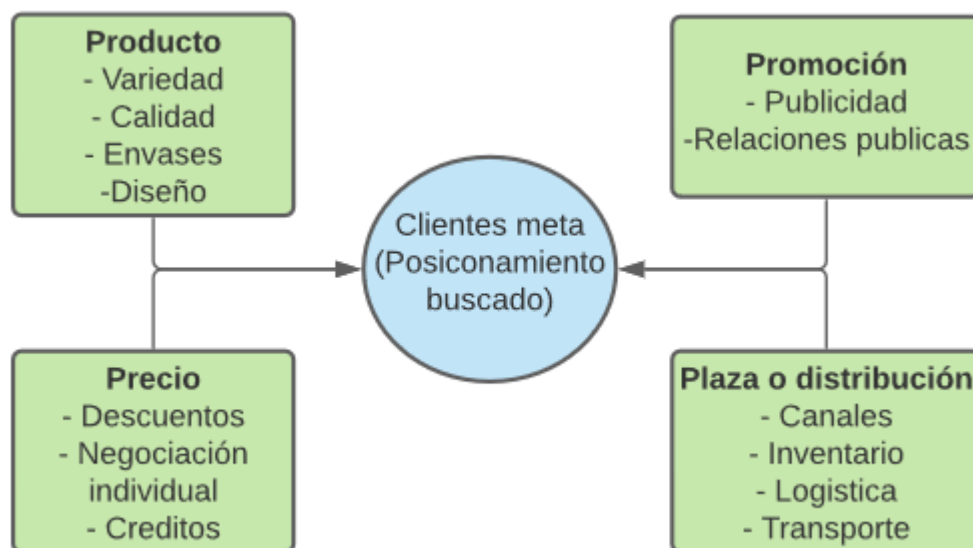 Producto
- Variedad
- Calidad
- Envases
-Diseño
Promoción
- Publicidad
-Relaciones publicas
Clientes meta
(Posiconamiento
buscado)
Precio
- Descuentos
- Negociación
individual
- Creditos
Plaza o distribución
- Canales
- Inventario
- Logistica
- Transporte